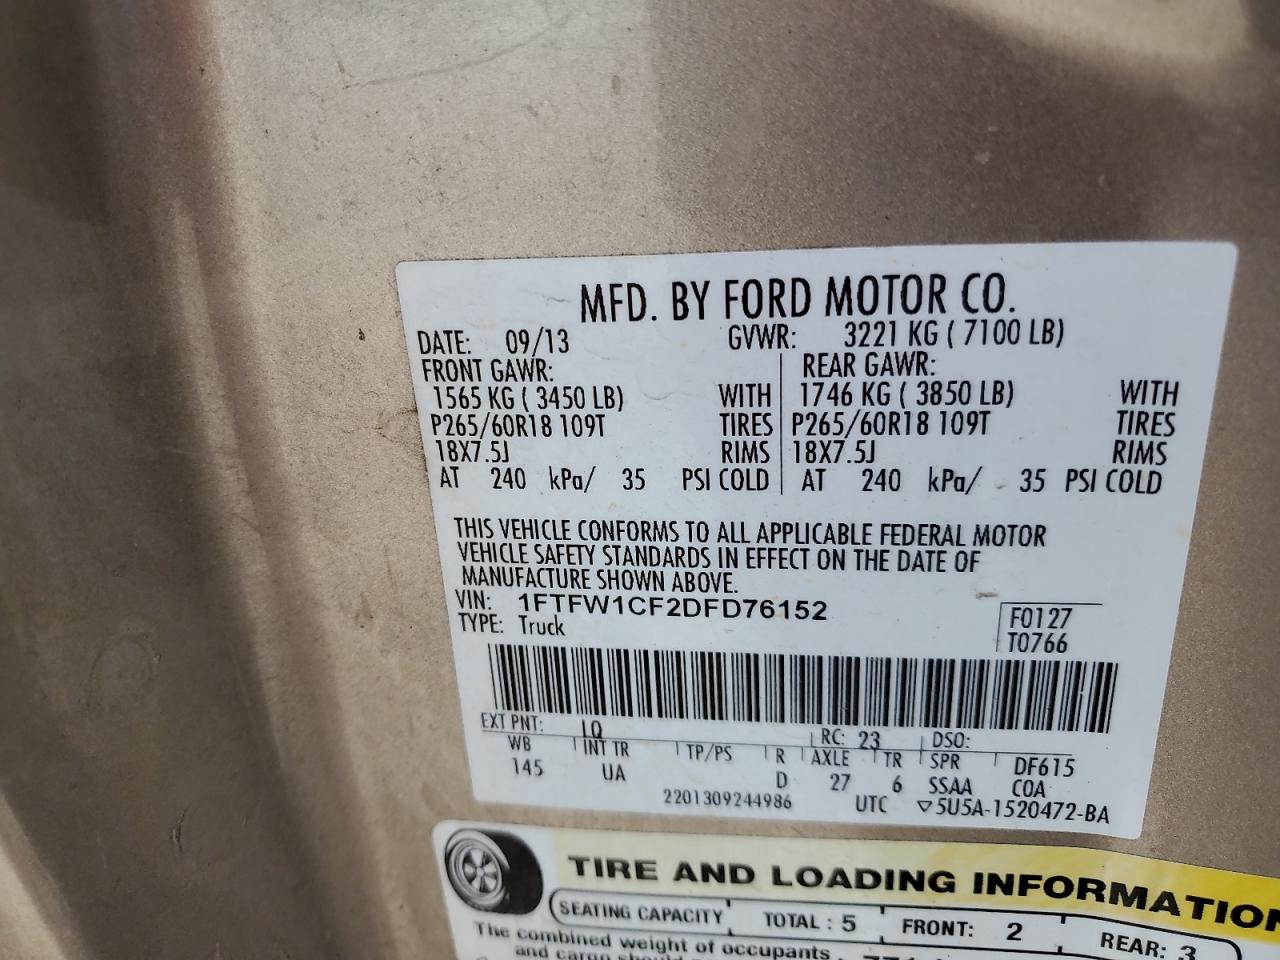 MFD. BY FORD MOTOR CO.
DATE: 09/13 GVWR: 3221 KG ( 7100 LB)
FRONT GAWR: REAR GAWR:
1565 KG ( 3450 LB) WITH 1746 KG ( 3850 LB) WITH
P265/60R18 109T TIRES P265/60R18 109T TIRES
18X7.5J RIMS 18X7.5J RIMS
AT 240 kPa/ 35 PSI COLD AT 240 kPa/ 35 PSI COLD
THIS VEHICLE CONFORMS TO ALL APPLICABLE FEDERAL MOTOR
VEHICLE SAFETY STANDARDS IN EFFECT ON THE DATE OF
MANUFACTURE SHOWN ABOVE.
VIN: 1FTFW1CF2DFD76152 F0127
TYPE: Truck T0766
EXT PNT: LQ RC: 23 DSO:
WB INT TR TP/PS R AXLE TR SPR DF615
145 UA D 27 6 SSAA COA
2201309244986 UTC ▽5U5A-1520472-BA
TIRE AND LOADING INFORMATION
SEATING CAPACITY TOTAL : 5 FRONT: 2 REAR: 3
The combined weight of occupants
and cargo should